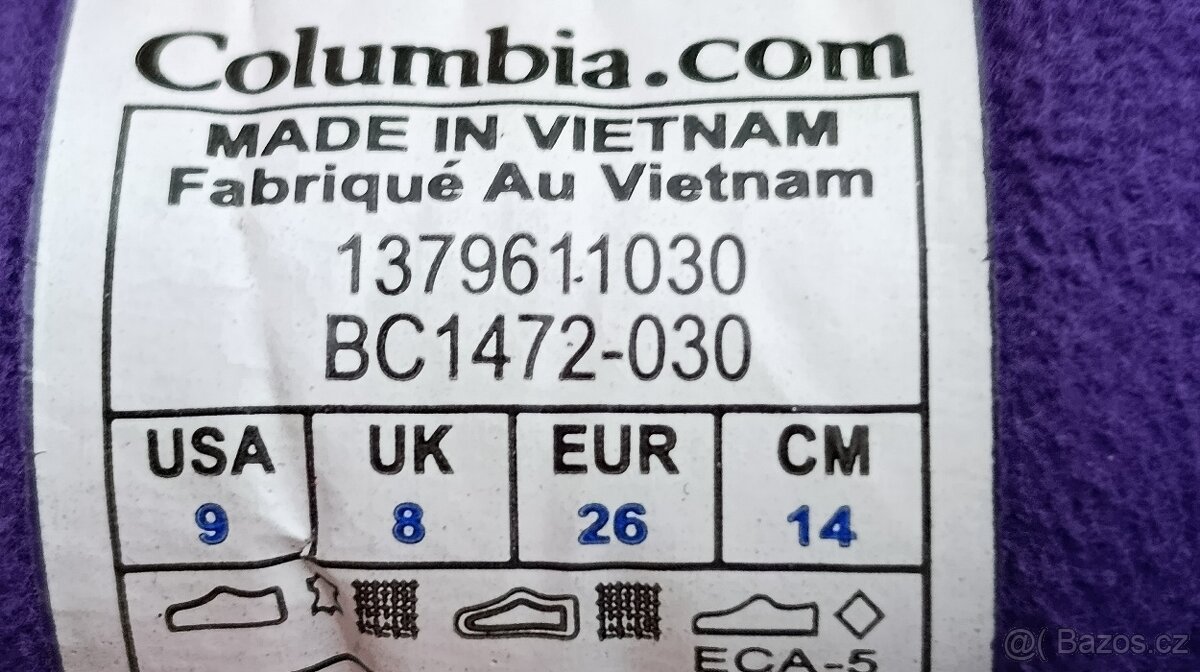 Columbia.com
MADE IN VIETNAM
Fabriqué Au Vietnam
1379611030
BC1472-030
USA UK EUR CM
9 8 26 14
ECA-5
@( Bazos.cz